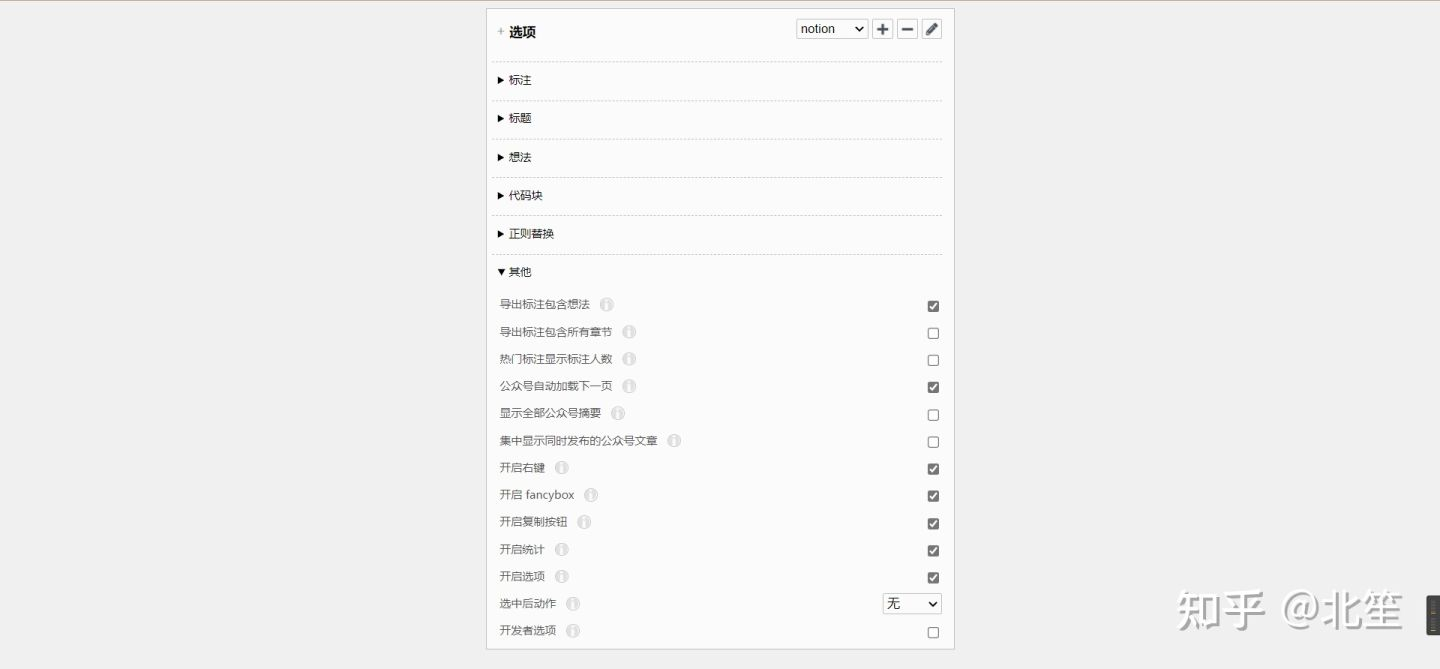 + 选项
notion
标注
标题
想法
代码块
正则替换
其他
导出标注包含想法
导出标注包含所有章节
热门标注显示标注人数
公众号自动加载下一页
显示全部公众号摘要
集中显示同时发布的公众号文章
开启右键
开启 fancybox
开启复制按钮
开启统计
开启选项
选中后动作
无
开发者选项
知乎 @北笙